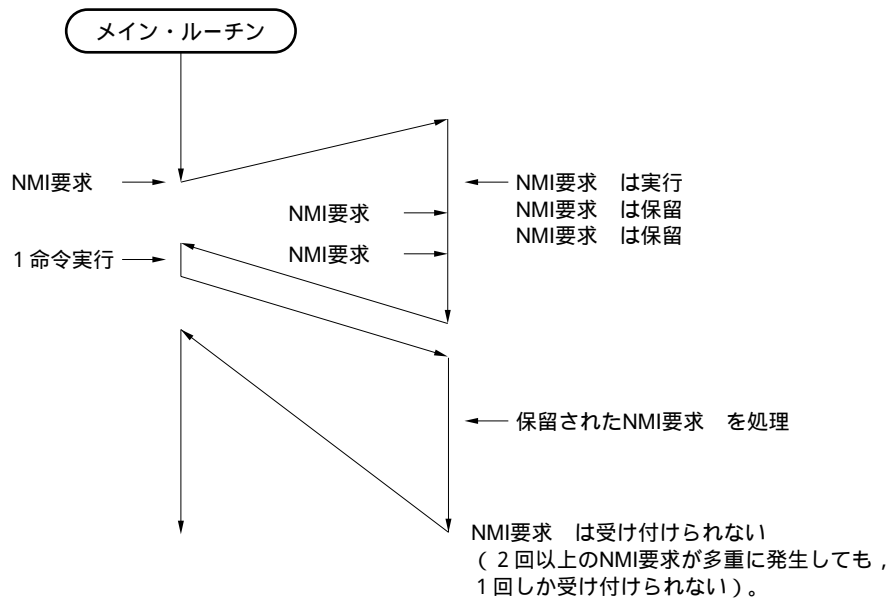 メイン・ルーチン
NMI要求
NMI要求 は実行
NMI要求 は保留
NMI要求 は保留
NMI要求
NMI要求
1命令実行
保留されたNMI要求 を処理
NMI要求 は受け付けられない
（2回以上のNMI要求が多重に発生しても，
1回しか受け付けられない）。